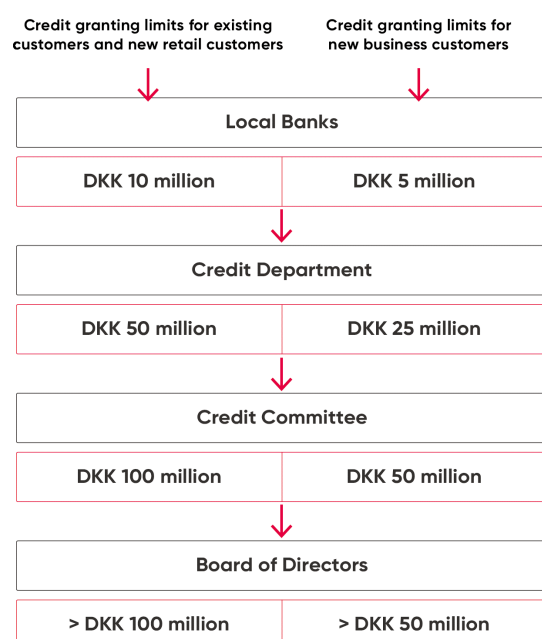 Credit granting limits for existing
customers and new retail customers
Credit granting limits for
new business customers
Local Banks
DKK 10 million
DKK 5 million
Credit Department
DKK 50 million
DKK 25 million
Credit Committee
DKK 100 million
DKK 50 million
Board of Directors
> DKK 100 million
> DKK 50 million